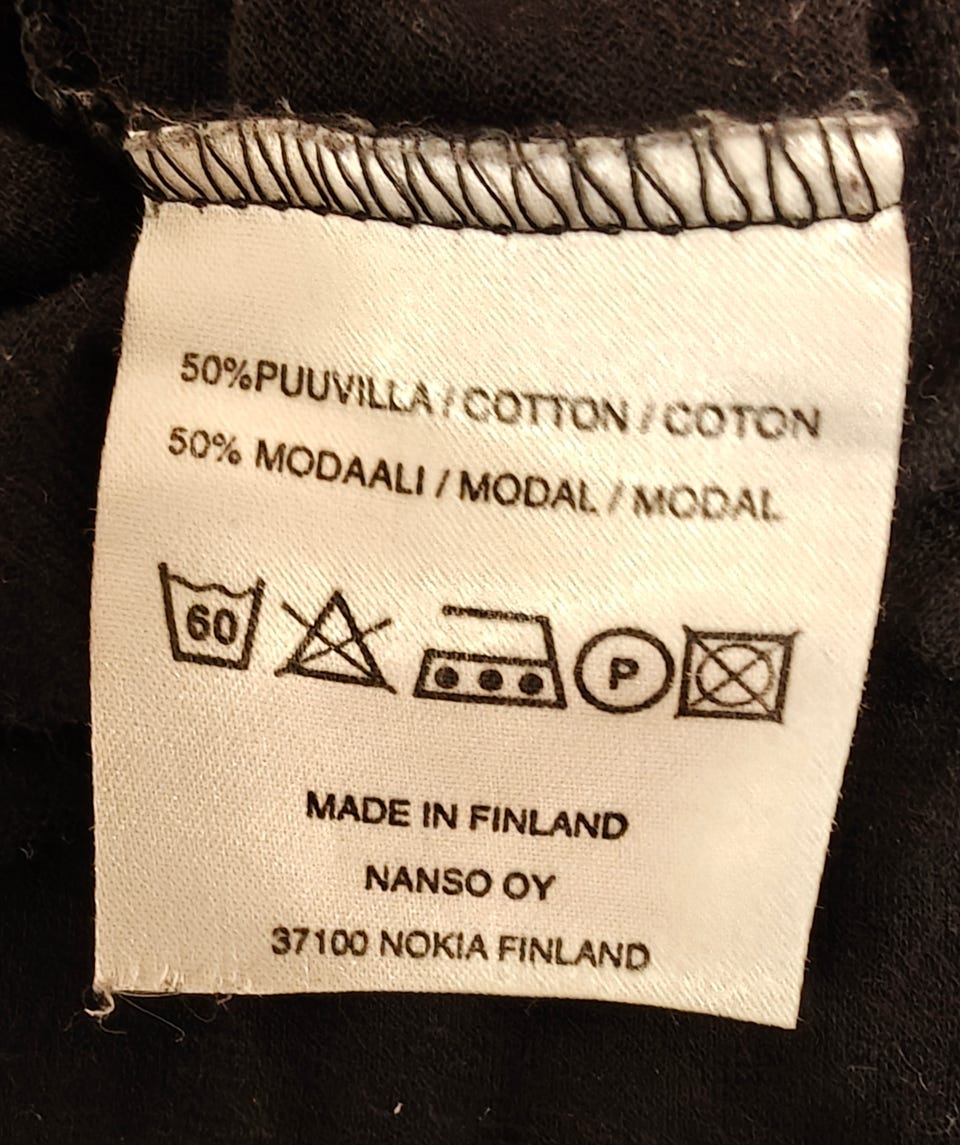 50%PUUVILLA / COTTON / COTON
50% MODAALI / MODAL / MODAL
60 P
MADE IN FINLAND
NANSO OY
37100 NOKIA FINLAND